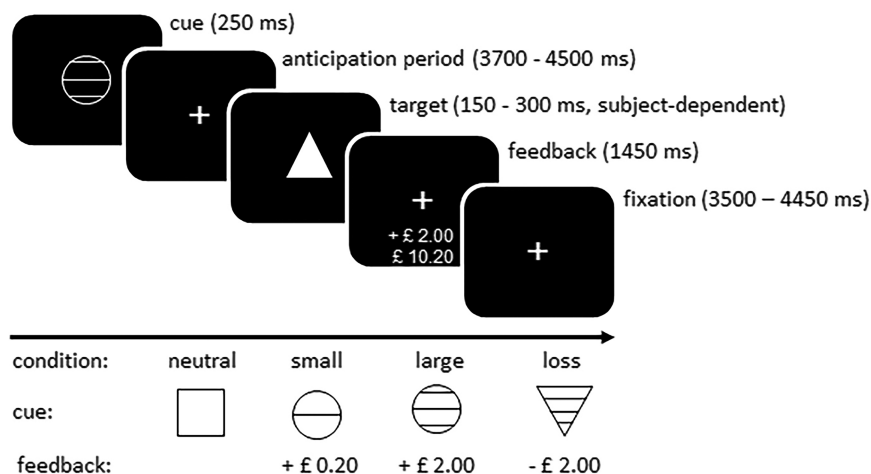 cue (250 ms)
anticipation period (3700 - 4500 ms)
target (150 - 300 ms, subject-dependent)
feedback (1450 ms)
+ £ 2.00
£ 10.20
fixation (3500 – 4450 ms)
condition: neutral small large loss
cue:
feedback: + £ 0.20 + £ 2.00 - £ 2.00